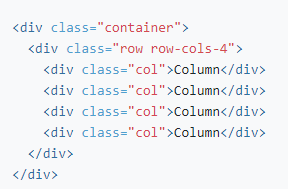 <div class="container">
  <div class="row row-cols-4">
    <div class="col">Column</div>
    <div class="col">Column</div>
    <div class="col">Column</div>
    <div class="col">Column</div>
  </div>
</div>